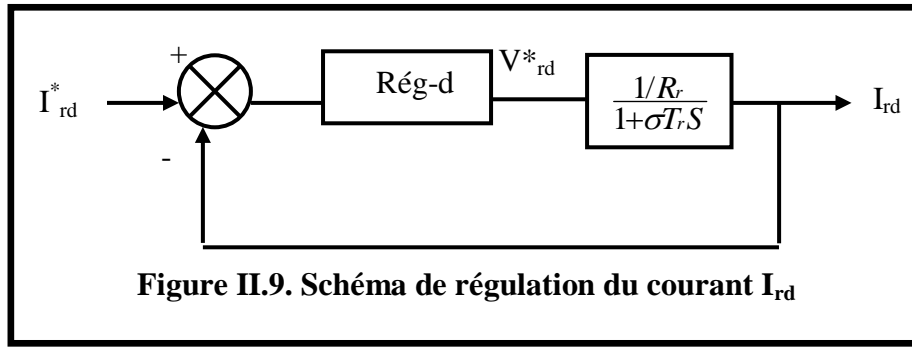 +
I*rd
Rég-d
V*rd
1/Rr
1+σTrS
Ird
-
Figure II.9. Schéma de régulation du courant Ird